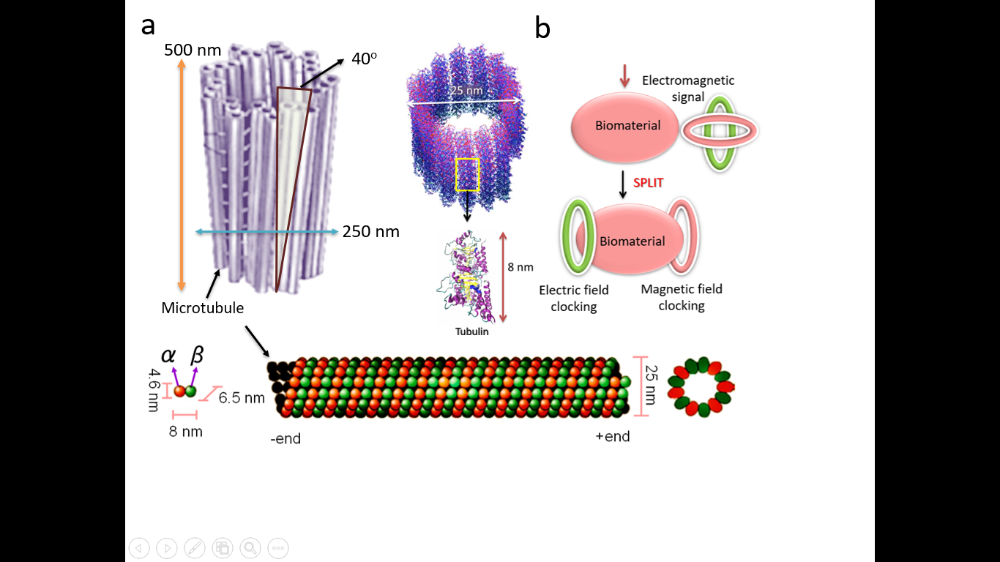 a
b
500 nm
40°
25 nm
Electromagnetic
signal
Biomaterial
SPLIT
250 nm
Biomaterial
8 nm
Electric field
clocking
Magnetic field
clocking
Microtubule
Tubulin
α β
4.6 nm
6.5 nm
8 nm
25 nm
-end
+end